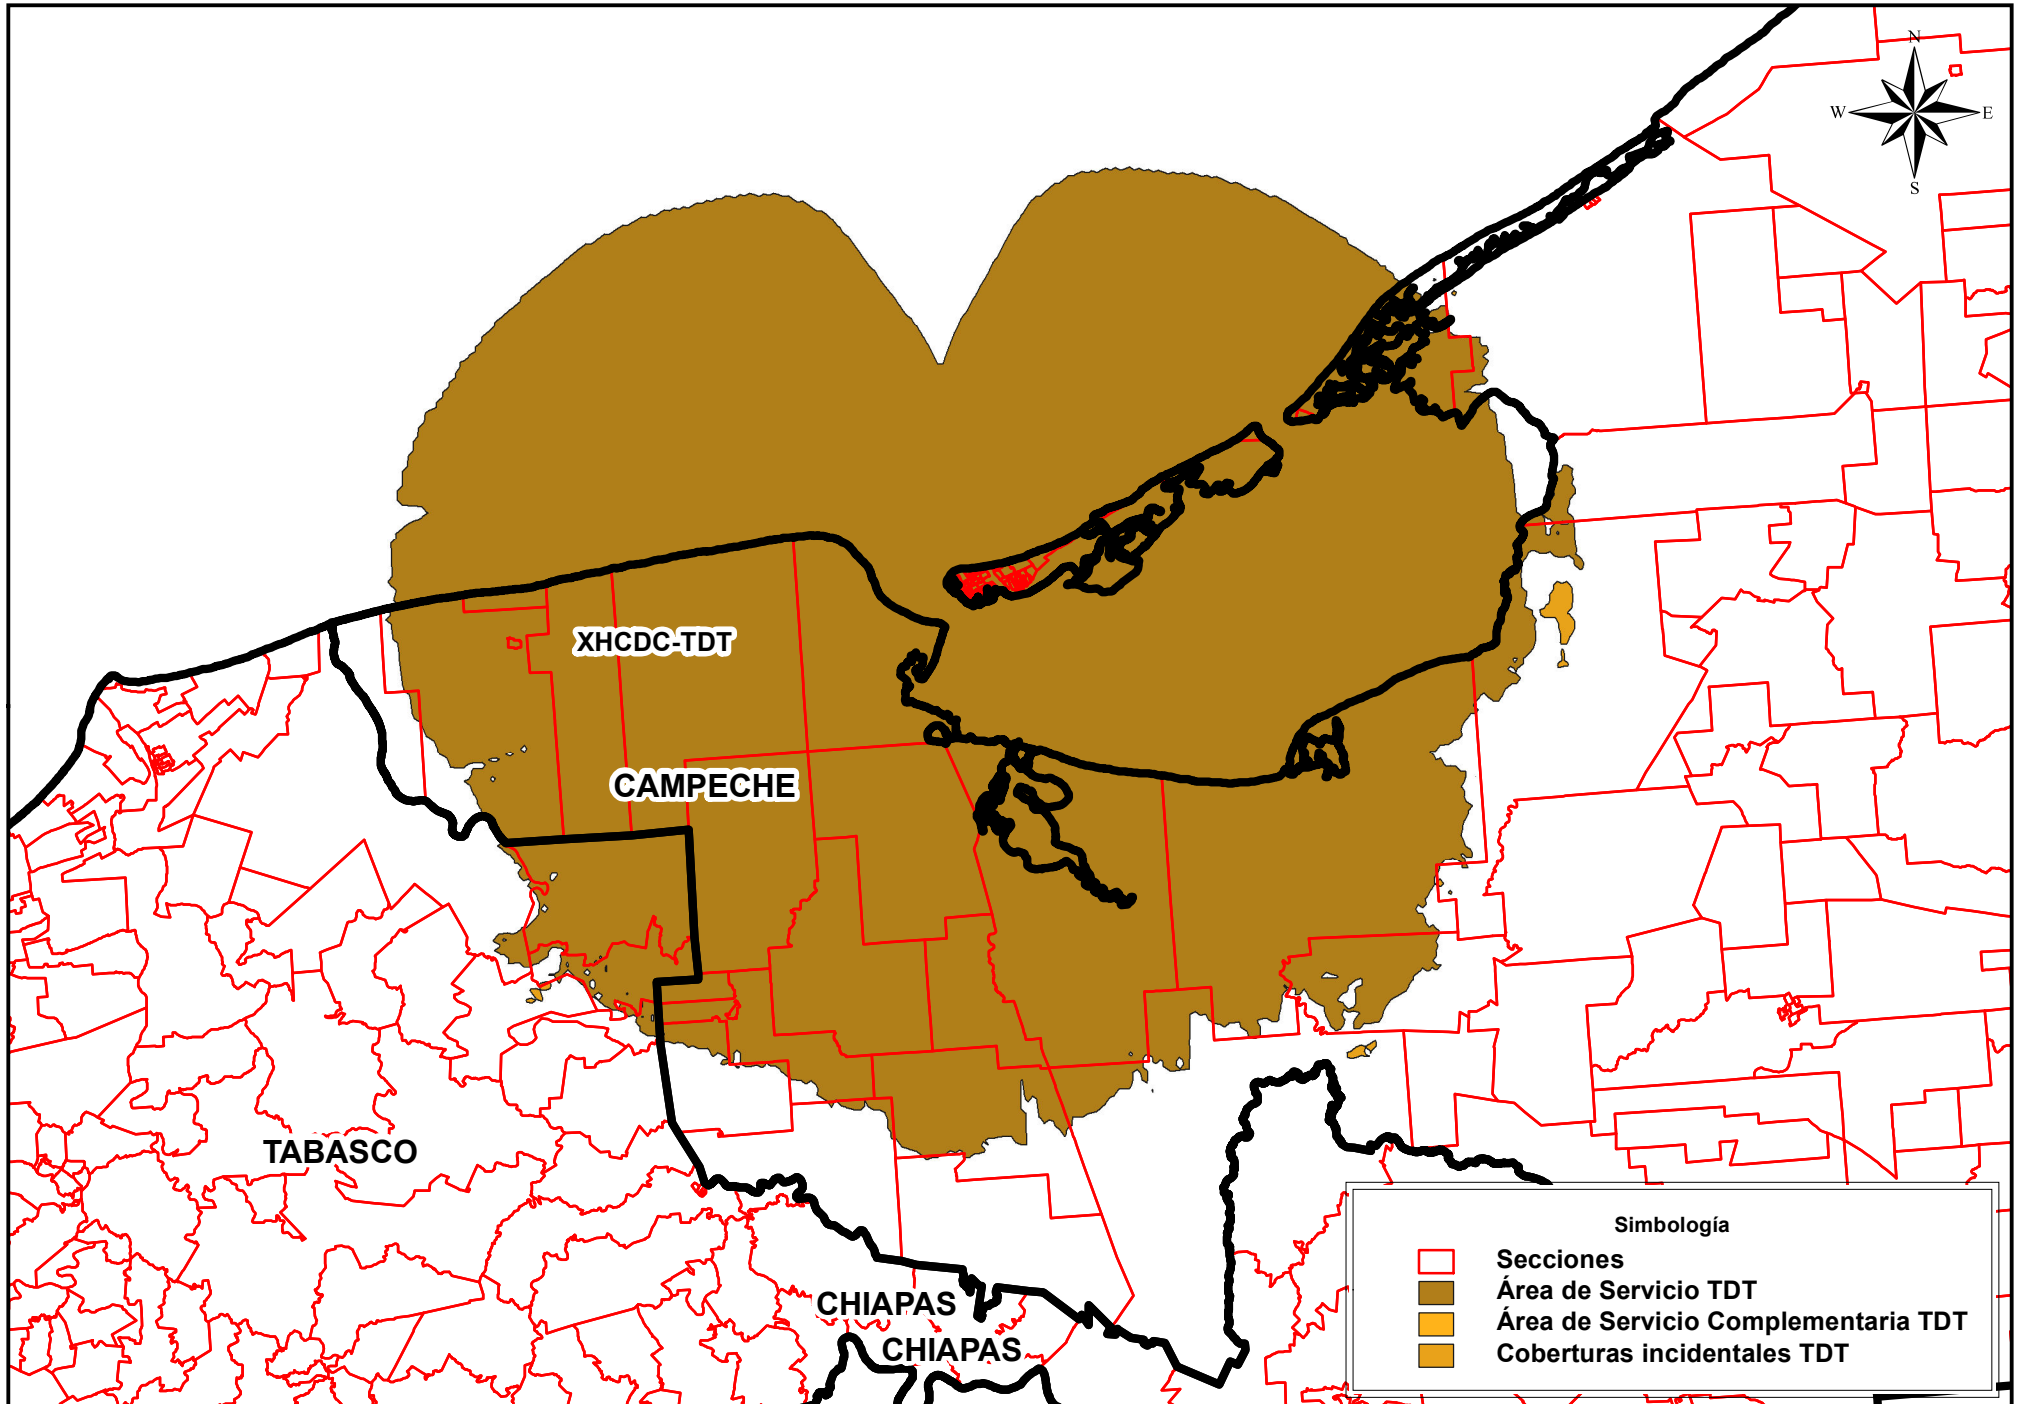 N
W E
S
XHCDC-TDT
CAMPECHE
TABASCO
CHIAPAS
CHIAPAS
Simbología
Secciones
Área de Servicio TDT
Área de Servicio Complementaria TDT
Coberturas incidentales TDT